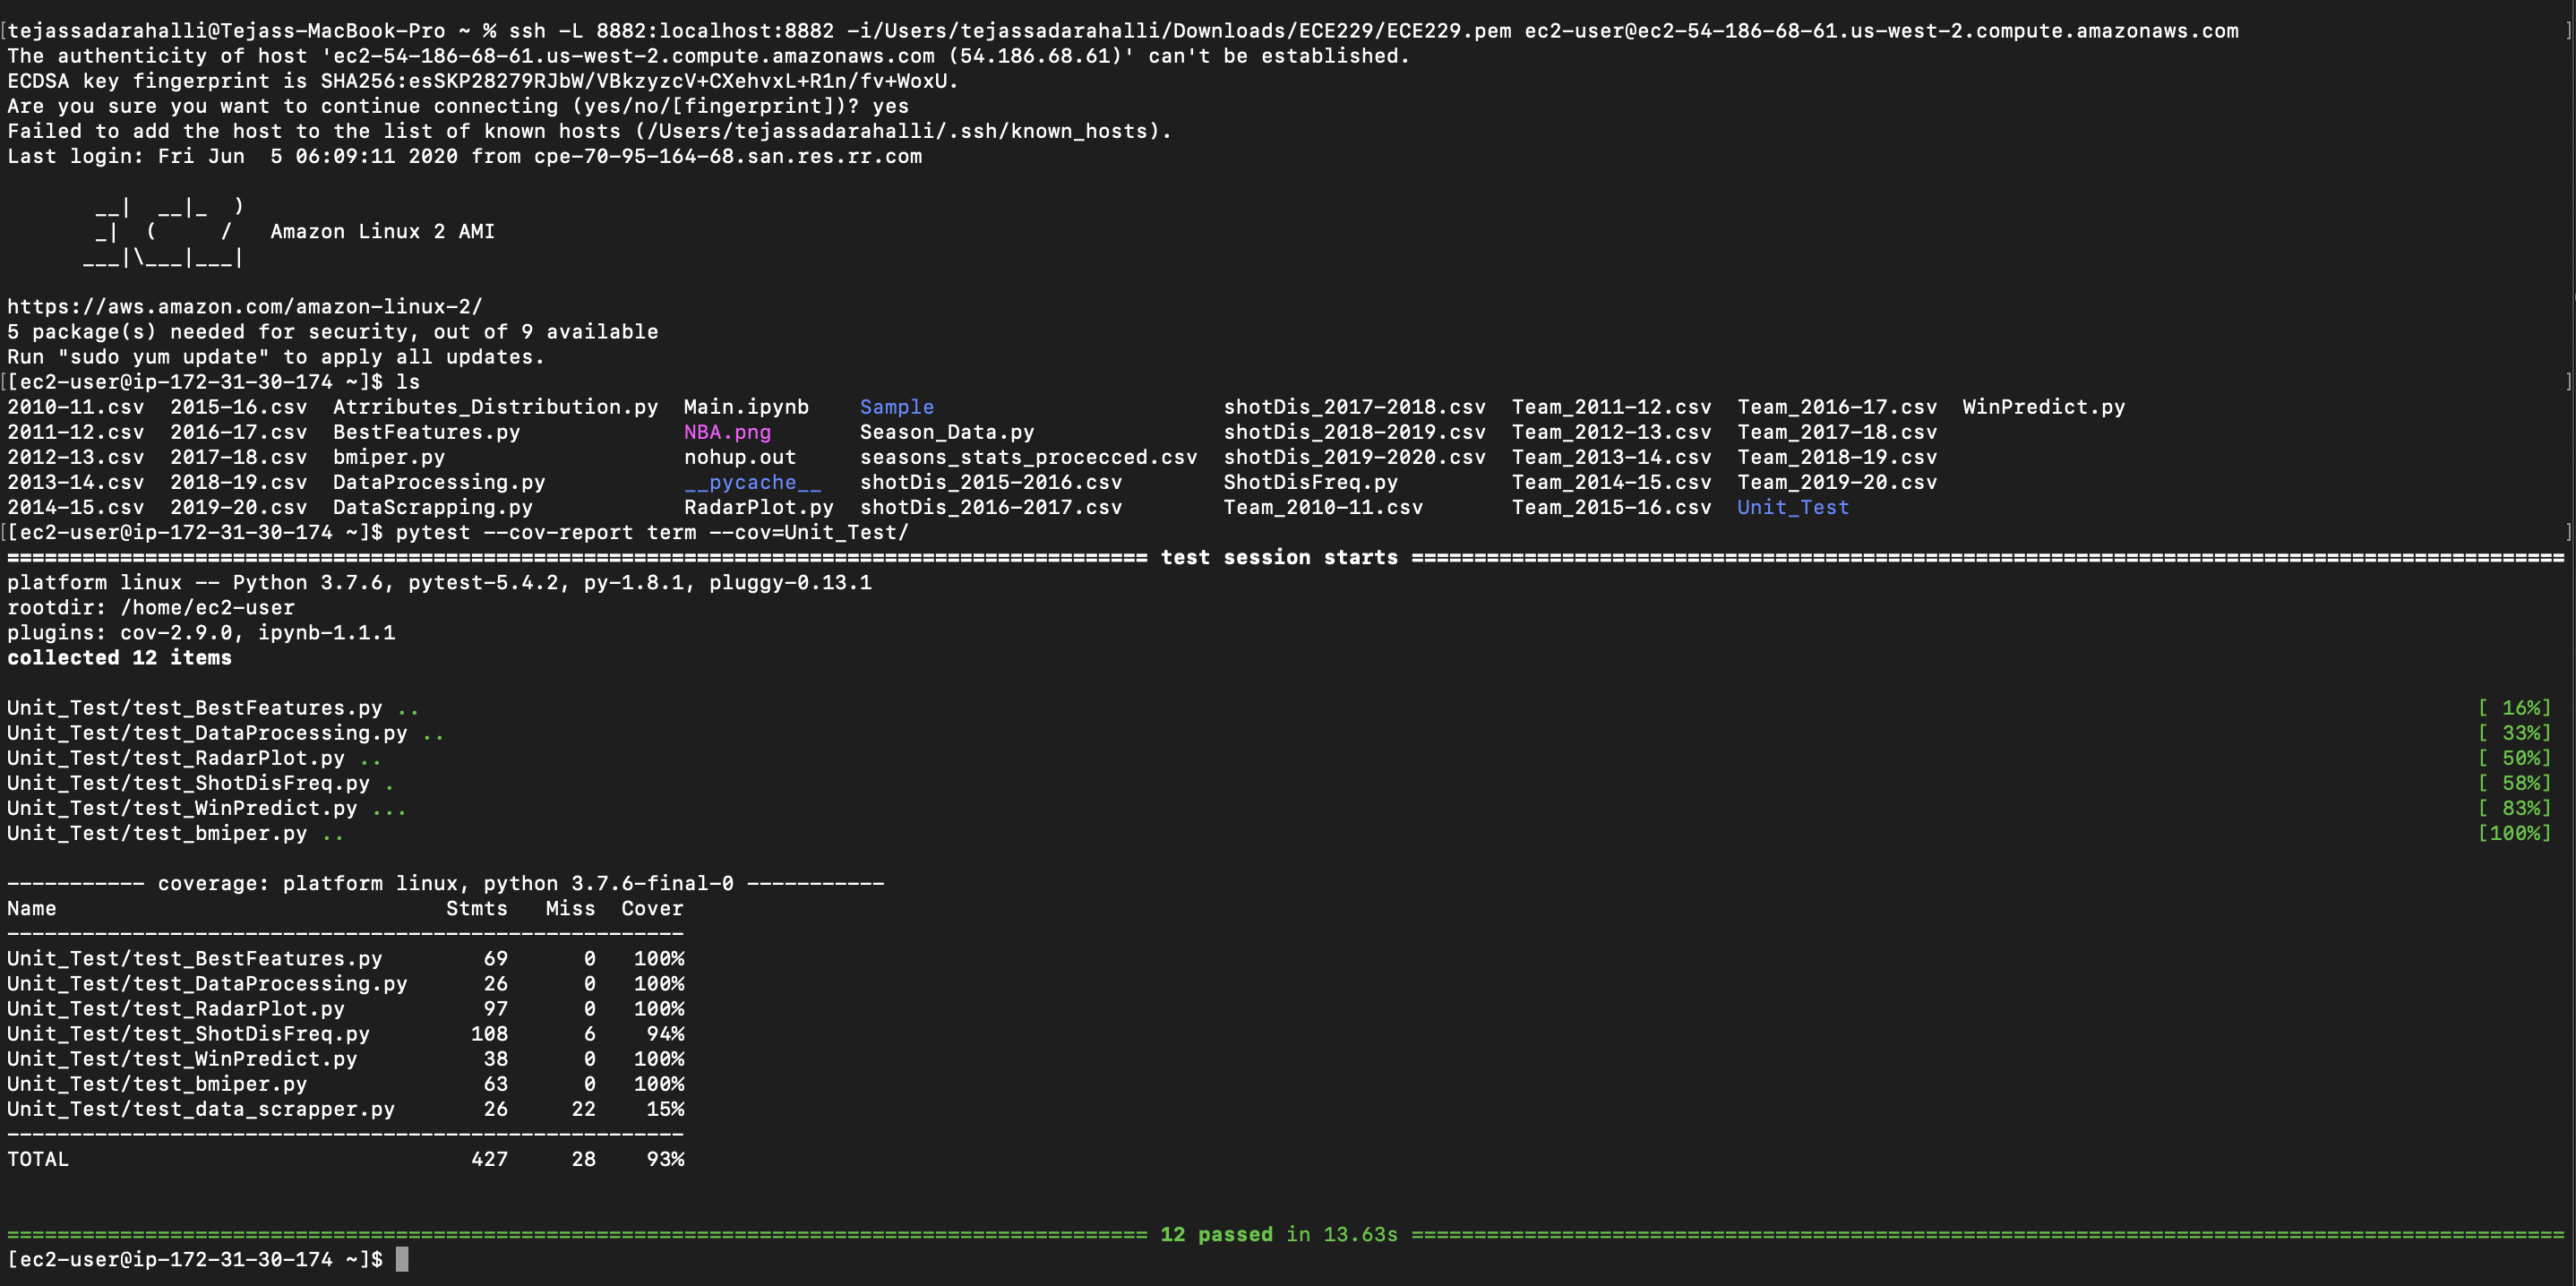 [tejassadarahalli@Tejass-MacBook-Pro ~ % ssh -L 8882:localhost:8882 -i/Users/tejassadarahalli/Downloads/ECE229/ECE229.pem ec2-user@ec2-54-186-68-61.us-west-2.compute.amazonaws.com ]
The authenticity of host 'ec2-54-186-68-61.us-west-2.compute.amazonaws.com (54.186.68.61)' can't be established.
ECDSA key fingerprint is SHA256:esSKP28279RJbW/VBkzyzcV+CXehvxL+R1n/fv+WoxU.
Are you sure you want to continue connecting (yes/no/[fingerprint])? yes
Failed to add the host to the list of known hosts (/Users/tejassadarahalli/.ssh/known_hosts).
Last login: Fri Jun  5 06:09:11 2020 from cpe-70-95-164-68.san.res.rr.com
       __|  __|_  )
       _|  (     /   Amazon Linux 2 AMI
      ___|\___|___|
https://aws.amazon.com/amazon-linux-2/
5 package(s) needed for security, out of 9 available
Run "sudo yum update" to apply all updates.
[[ec2-user@ip-172-31-30-174 ~]$ ls ]
2010-11.csv  2015-16.csv  Atrributes_Distribution.py  Main.ipynb    Sample                       shotDis_2017-2018.csv  Team_2011-12.csv  Team_2016-17.csv  WinPredict.py
2011-12.csv  2016-17.csv  BestFeatures.py             NBA.png       Season_Data.py               shotDis_2018-2019.csv  Team_2012-13.csv  Team_2017-18.csv
2012-13.csv  2017-18.csv  bmiper.py                   nohup.out     seasons_stats_procecced.csv  shotDis_2019-2020.csv  Team_2013-14.csv  Team_2018-19.csv
2013-14.csv  2018-19.csv  DataProcessing.py           __pycache__   shotDis_2015-2016.csv        ShotDisFreq.py         Team_2014-15.csv  Team_2019-20.csv
2014-15.csv  2019-20.csv  DataScrapping.py            RadarPlot.py  shotDis_2016-2017.csv        Team_2010-11.csv       Team_2015-16.csv  Unit_Test
[[ec2-user@ip-172-31-30-174 ~]$ pytest --cov-report term --cov=Unit_Test/ ]
=========================================================================================== test session starts ============================================================================================
platform linux -- Python 3.7.6, pytest-5.4.2, py-1.8.1, pluggy-0.13.1
rootdir: /home/ec2-user
plugins: cov-2.9.0, ipynb-1.1.1
collected 12 items
Unit_Test/test_BestFeatures.py .. [ 16%]
Unit_Test/test_DataProcessing.py .. [ 33%]
Unit_Test/test_RadarPlot.py .. [ 50%]
Unit_Test/test_ShotDisFreq.py . [ 58%]
Unit_Test/test_WinPredict.py ... [ 83%]
Unit_Test/test_bmiper.py .. [100%]
----------- coverage: platform linux, python 3.7.6-final-0 -----------
Name                               Stmts   Miss  Cover
------------------------------------------------------
Unit_Test/test_BestFeatures.py        69      0   100%
Unit_Test/test_DataProcessing.py      26      0   100%
Unit_Test/test_RadarPlot.py           97      0   100%
Unit_Test/test_ShotDisFreq.py        108      6    94%
Unit_Test/test_WinPredict.py          38      0   100%
Unit_Test/test_bmiper.py              63      0   100%
Unit_Test/test_data_scrapper.py       26     22    15%
------------------------------------------------------
TOTAL                                427     28    93%
=========================================================================================== 12 passed in 13.63s ============================================================================================
[ec2-user@ip-172-31-30-174 ~]$